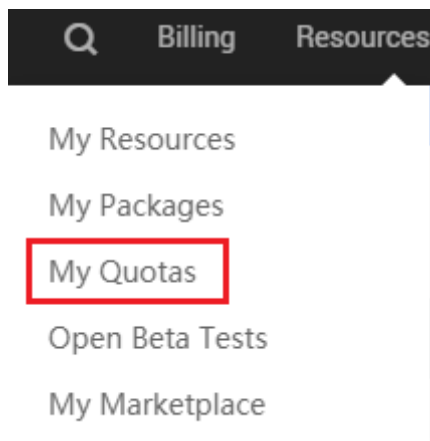 Billing Resources
My Resources
My Packages
My Quotas
Open Beta Tests
My Marketplace